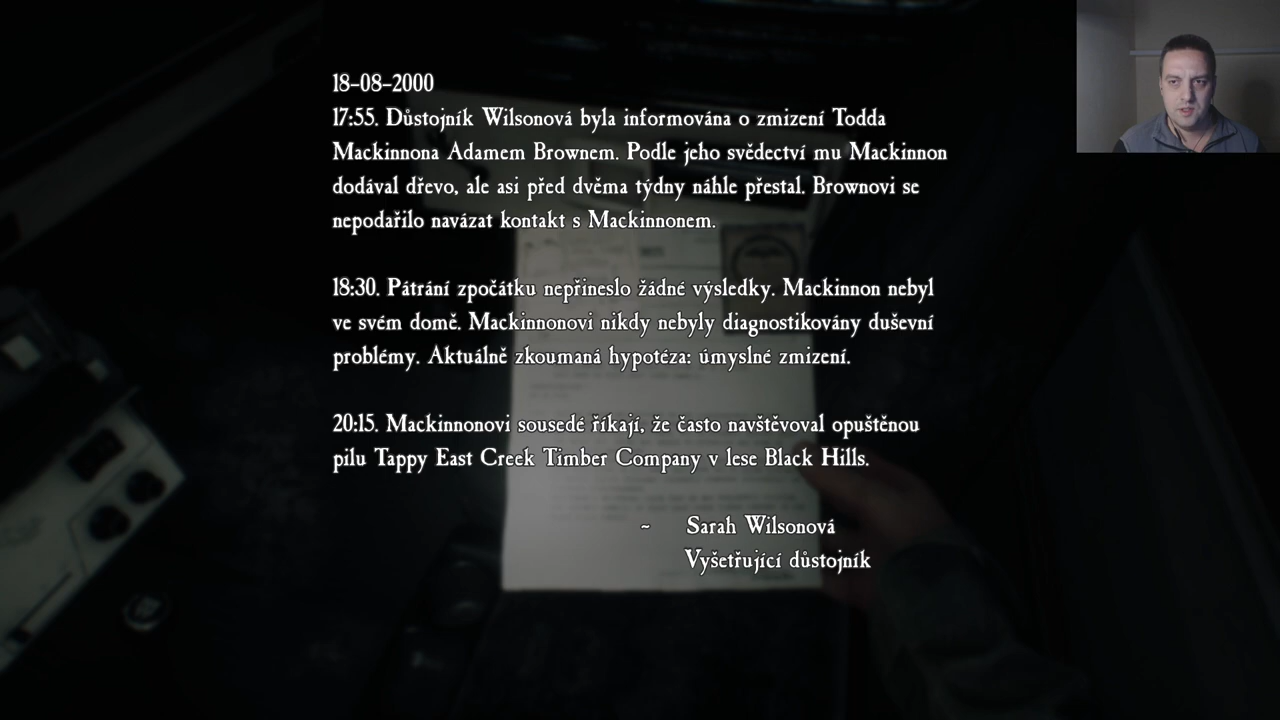 18-08-2000
17:55. Důstojník Wilsonová byla informována o zmizení Todda
Mackinnona Adamem Brownem. Podle jeho svědectví mu Mackinnon
dodával dřevo, ale asi před dvěma týdny náhle přestal. Brownovi se
nepodařilo navázat kontakt s Mackinnonem.
18:30. Pátrání zpočátku nepřineslo žádné výsledky. Mackinnon nebyl
ve svém domě. Mackinnonovi nikdy nebyly diagnostikovány duševní
problémy. Aktuálně zkoumaná hypotéza: úmyslné zmizení.
20:15. Mackinnonovi sousedé říkají, že často navštěvoval opuštěnou
pilu Tappy East Creek Timber Company v lese Black Hills.
~ Sarah Wilsonová
Vyšetřující důstojník